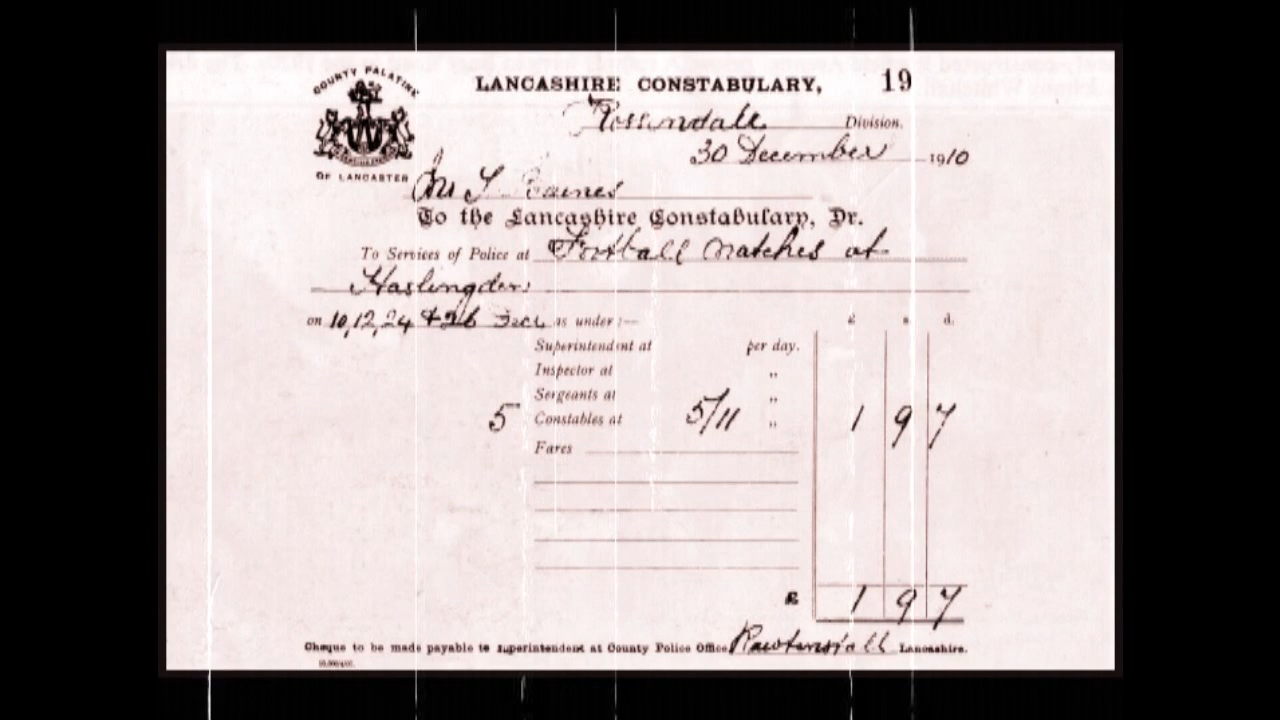 COUNTY PALATINE
OF LANCASTER
LANCASHIRE CONSTABULARY, 19
Rossendall Division.
30 December 1910
Mr
To the Lancashire Constabulary, Dr.
To Services of Police at Football Matches at
Haslingden
on 10, 12, 24 & 26 Decr as under :—
£ s. d.
Superintendent at per day.
Inspector at „
Sergeants at „
5 Constables at 5/11 „ 1 9 7
Fares
£ 1 9 7
Cheque to be made payable to Superintendent at County Police Office Rawtenstall Lancashire.